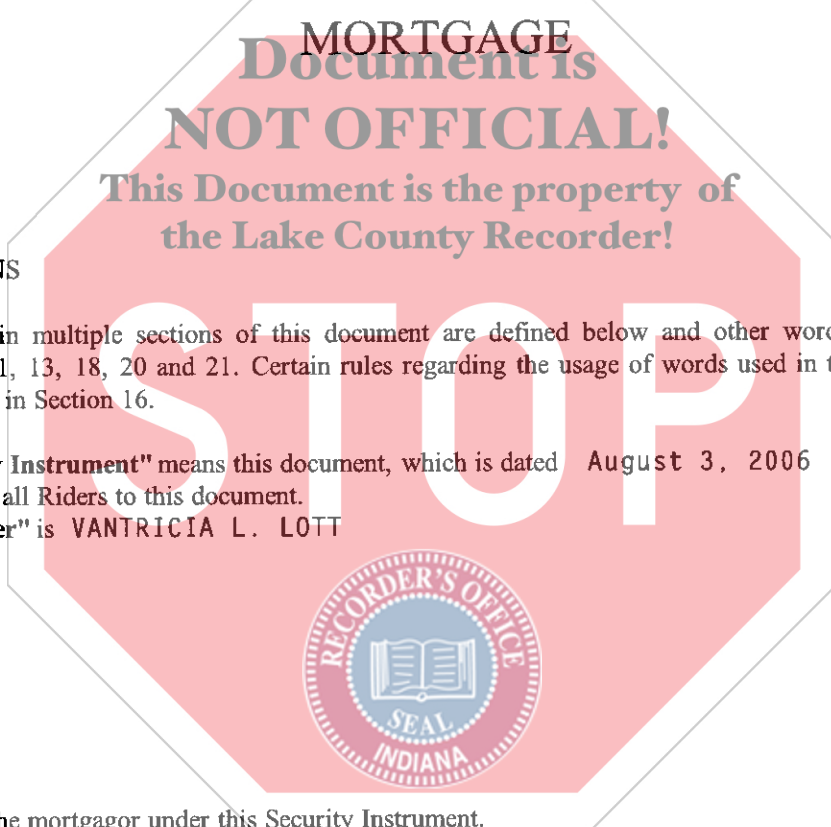 MORTGAGE
Document is
NOT OFFICIAL!
This Document is the property of
the Lake County Recorder!
NS
in multiple sections of this document are defined below and other word
1, 13, 18, 20 and 21. Certain rules regarding the usage of words used in t
in Section 16.
STOP
y Instrument" means this document, which is dated August 3, 2006
all Riders to this document.
er" is VANTRICIA L. LOTT
RECORDER'S OFFICE
SEAL
INDIANA
he mortgagor under this Security Instrument.